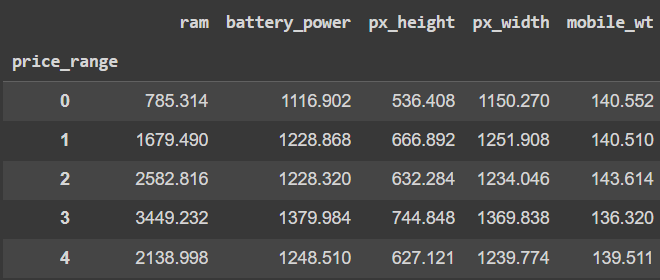 ram battery_power px_height px_width mobile_wt
price_range
0 785.314 1116.902 536.408 1150.270 140.552
1 1679.490 1228.868 666.892 1251.908 140.510
2 2582.816 1228.320 632.284 1234.046 143.614
3 3449.232 1379.984 744.848 1369.838 136.320
4 2138.998 1248.510 627.121 1239.774 139.511